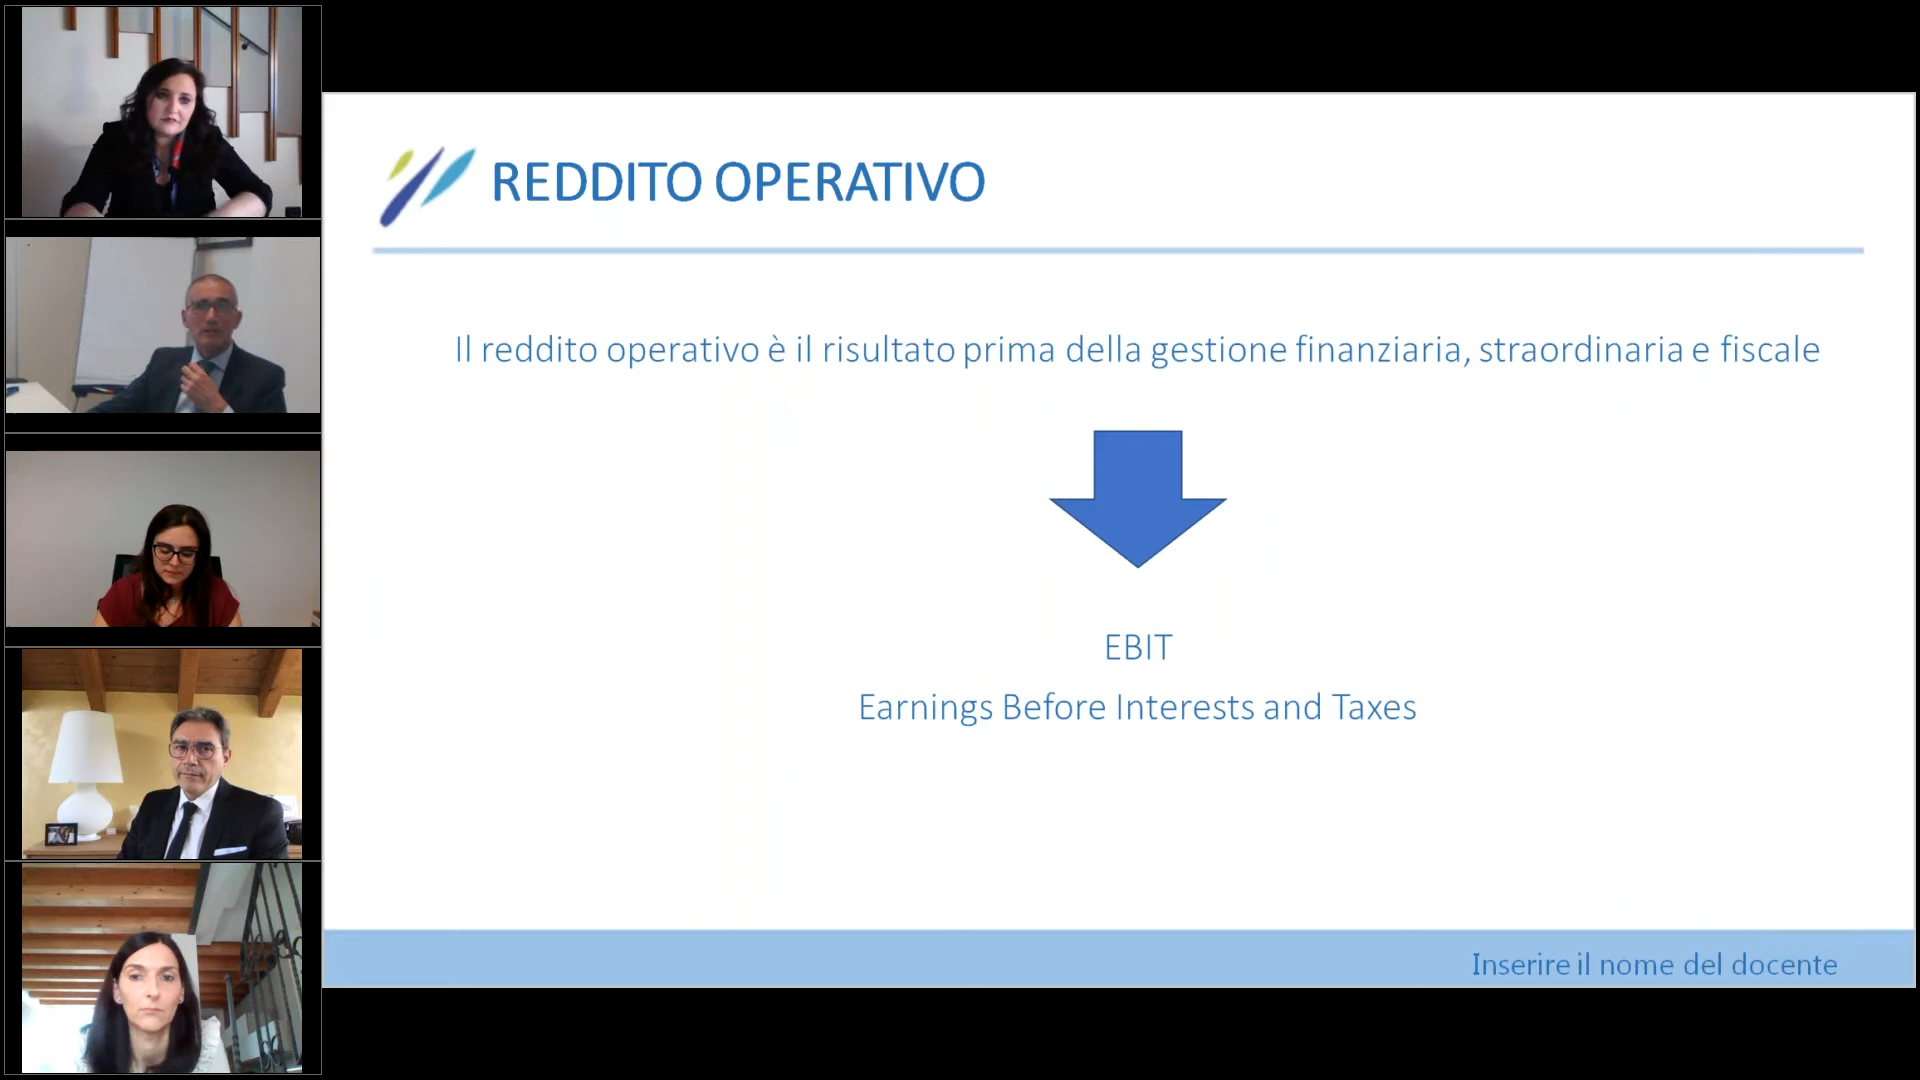 REDDITO OPERATIVO
Il reddito operativo è il risultato prima della gestione finanziaria, straordinaria e fiscale
EBIT
Earnings Before Interests and Taxes
Inserire il nome del docente